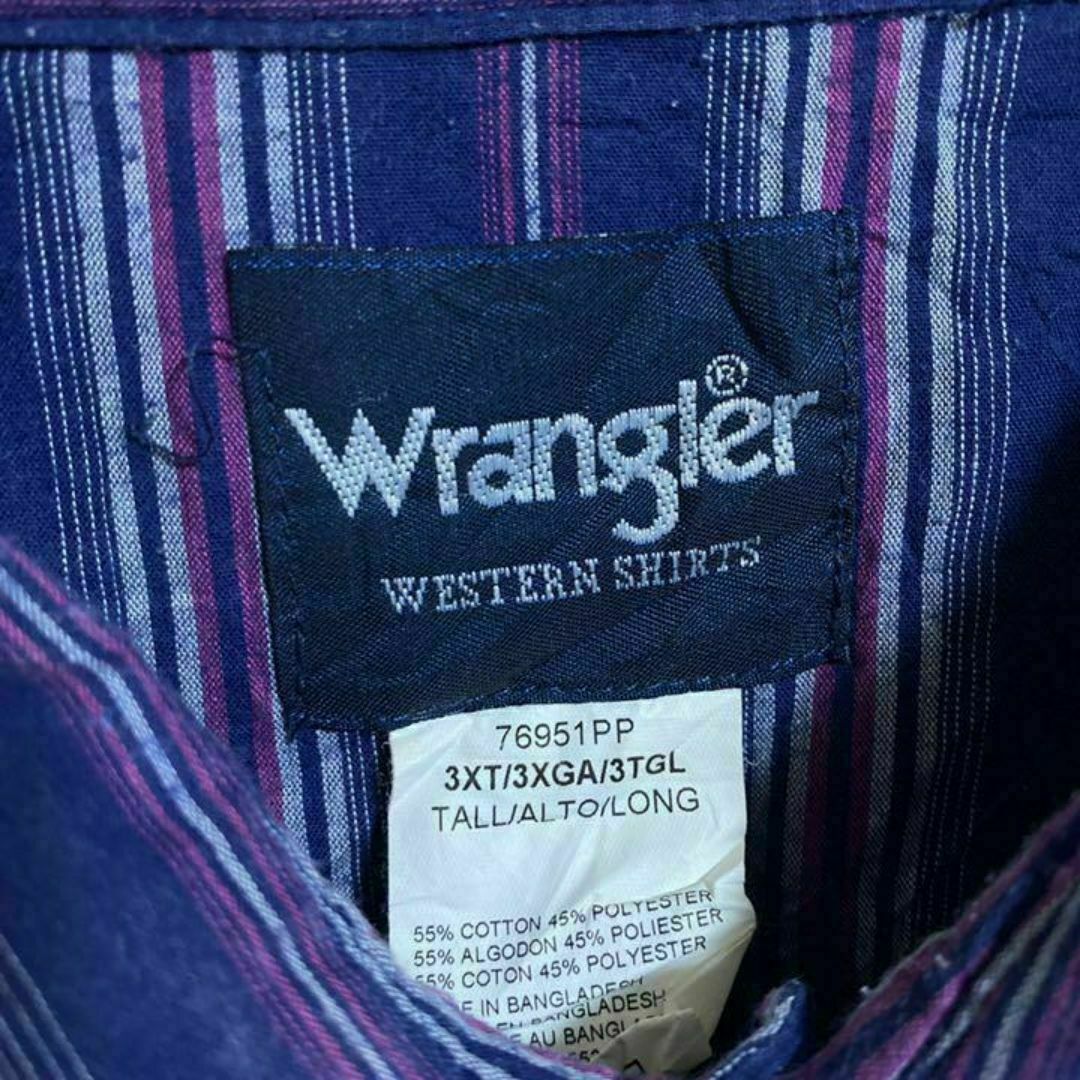 Wrangler®
WESTERN SHIRTS
76951PP
3XT/3XGA/3TGL
TALL/ALTO/LONG
55% COTTON 45% POLYESTER
55% ALGODON 45% POLIESTER
55% COTON 45% POLYESTER
IN BANGLADESH
BANGLADESH
AU